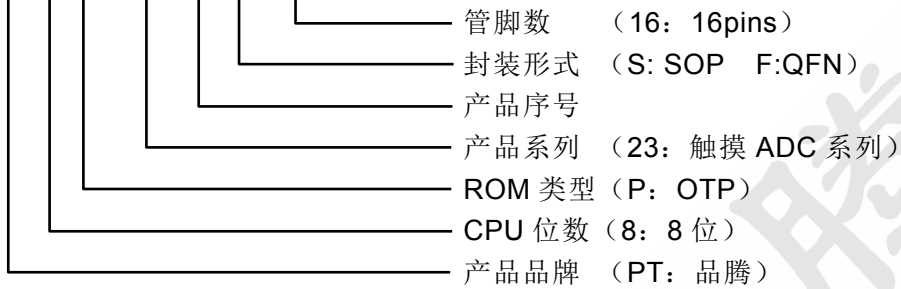 管脚数 （16：16pins）
封装形式 （S: SOP F:QFN）
产品序号
产品系列 （23：触摸 ADC 系列）
ROM 类型（P：OTP）
CPU 位数（8：8 位）
产品品牌 （PT：品腾）
腾